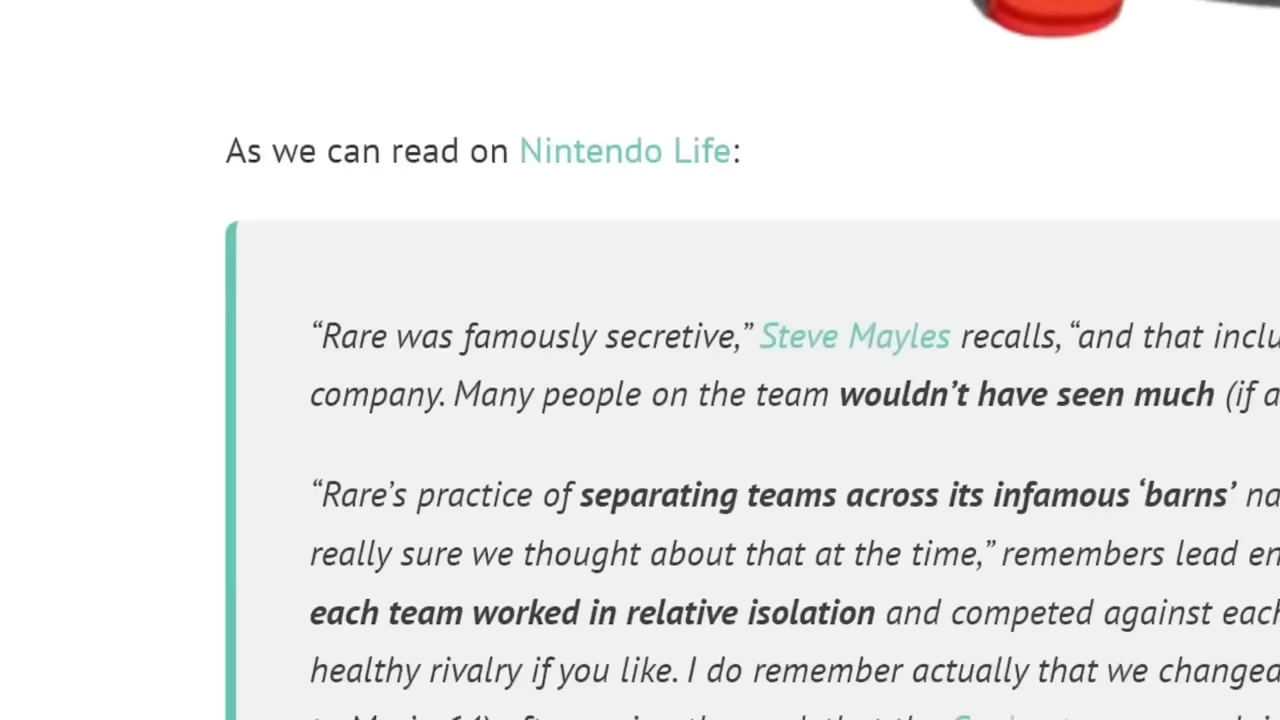 As we can read on Nintendo Life:
“Rare was famously secretive,” Steve Mayles recalls, “and that
company. Many people on the team wouldn’t have seen much (if
“Rare’s practice of separating teams across its infamous ‘barns’
really sure we thought about that at the time,” remembers lead
each team worked in relative isolation and competed against each
healthy rivalry if you like. I do remember actually that we changed